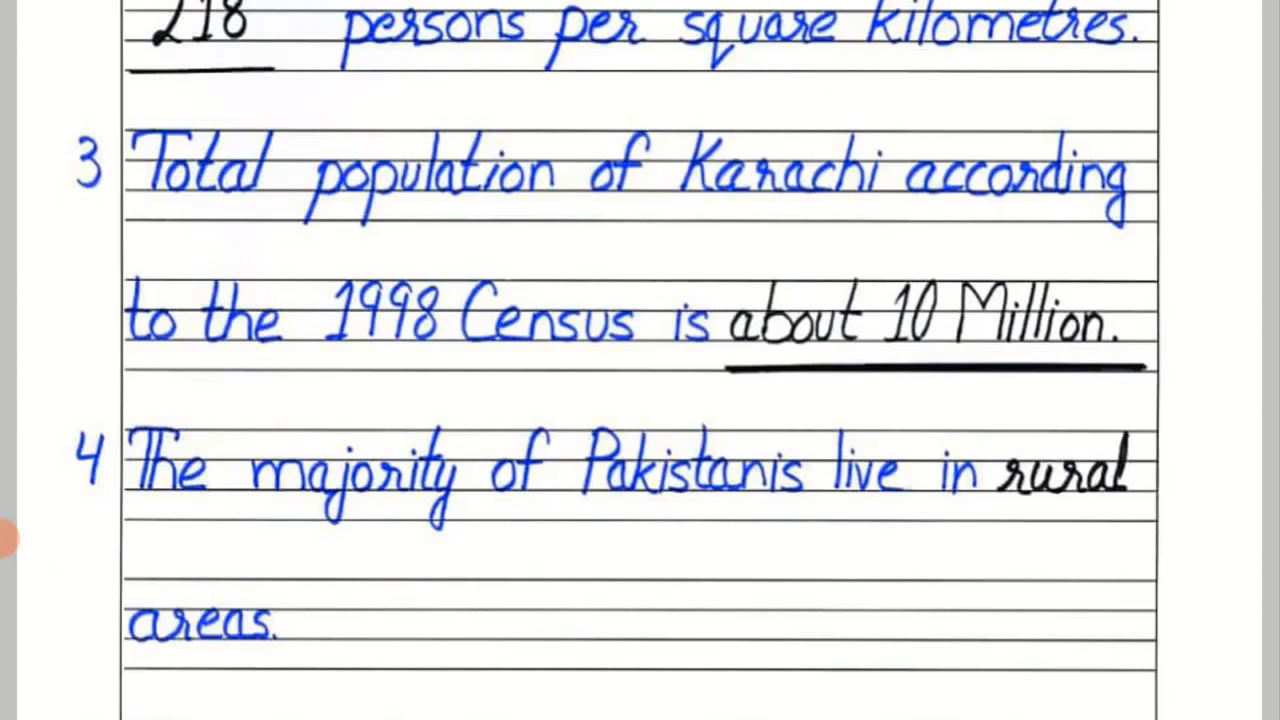 218 persons per square kilometres.
3 Total population of Karachi according
to the 1998 Census is about 10 Million.
4 The majority of Pakistanis live in rural
areas.